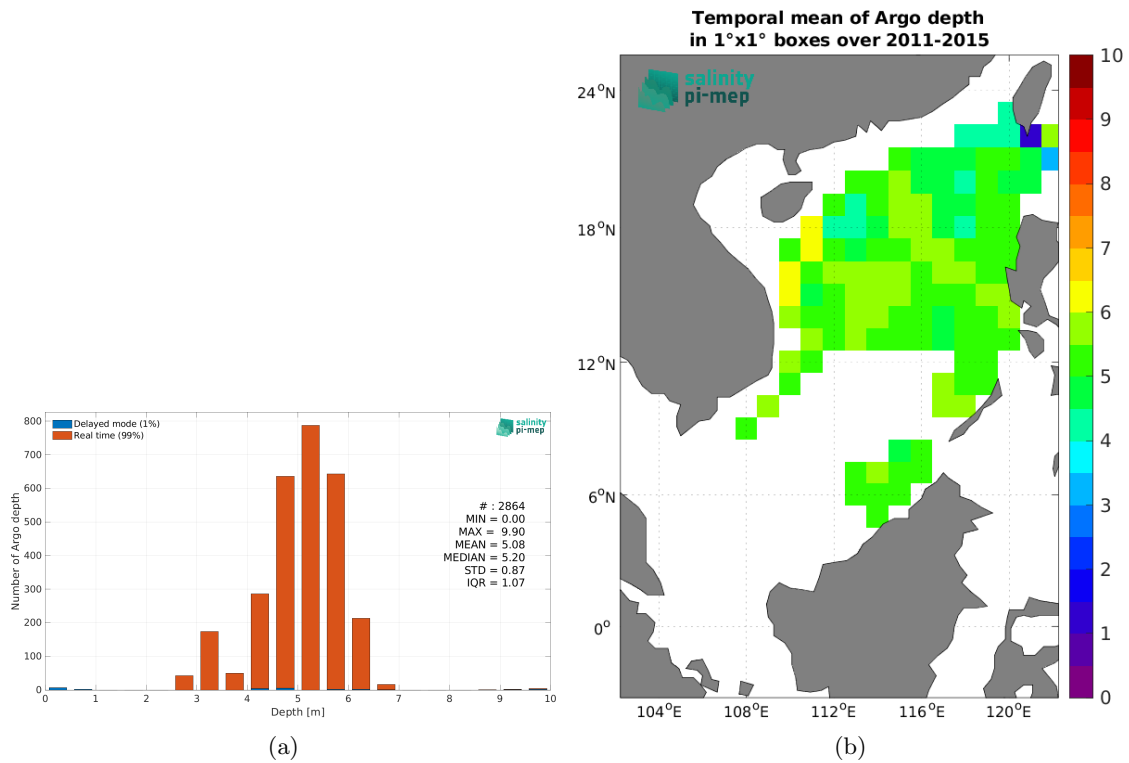 800
700
600
500
400
300
200
100
0
Number of Argo depth
Delayed mode (1%)
Real time (99%)
salinity
pi-mep
# : 2864
MIN = 0.00
MAX = 9.90
MEAN = 5.08
MEDIAN = 5.20
STD = 0.87
IQR = 1.07
0 1 2 3 4 5 6 7 8 9 10
Depth [m]
(a)
Temporal mean of Argo depth
in 1°x1° boxes over 2011-2015
salinity
pi-mep
24°N
18°N
12°N
6°N
0°
104°E 108°E 112°E 116°E 120°E
10
9
8
7
6
5
4
3
2
1
0
(b)